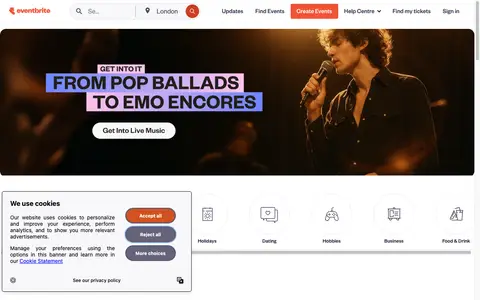 eventbrite
Se...
London
Updates
Find Events
Create Events
Help Centre
Find my tickets
Sign in
GET INTO IT
FROM POP BALLADS
TO EMO ENCORES
Get Into Live Music
We use cookies
Our website uses cookies to personalize
and improve your experience, perform
analytics, and to show you more relevant
advertisements.
Manage your preferences using the
options in this banner and learn more in
our Cookie Statement
Accept all
Reject all
More choices
See our privacy policy
Holidays
Dating
Hobbies
Business
Food & Drink